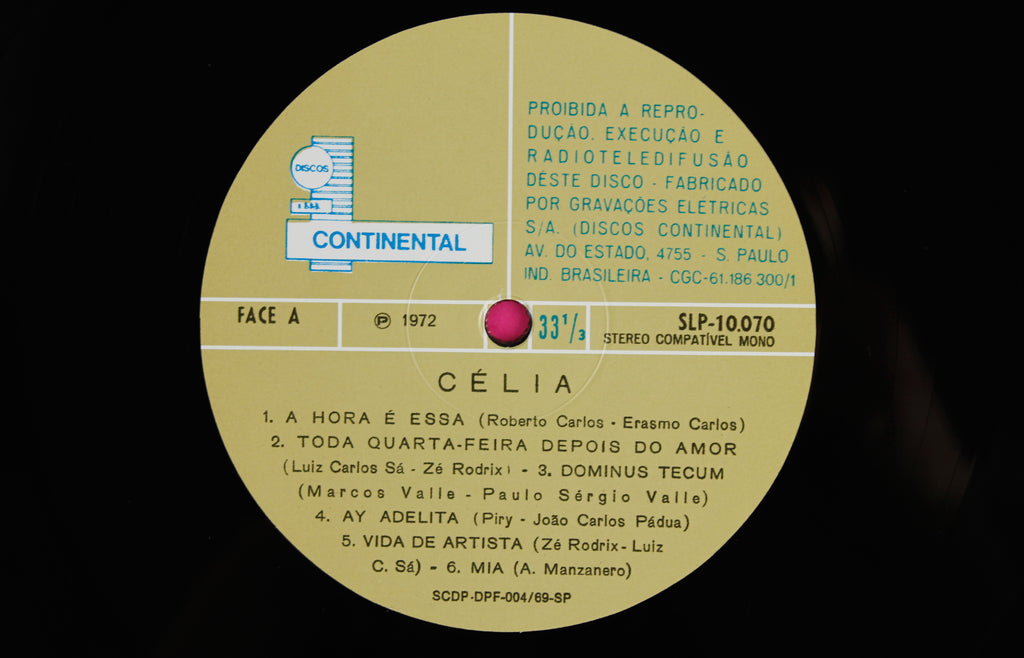 DISCOS
CONTINENTAL
PROIBIDA A REPRO-
DUÇÃO, EXECUÇÃO E
RADIOTELEDIFUSÃO
DÊSTE DISCO - FABRICADO
POR GRAVAÇÕES ELÉTRICAS
S/A. (DISCOS CONTINENTAL)
AV. DO ESTADO, 4755 - S. PAULO
IND. BRASILEIRA - CGC-61.186.300/1
FACE A
Ⓟ 1972
33 1/3
SLP-10.070
STEREO COMPATÍVEL MONO
CÉLIA
1. A HORA É ESSA (Roberto Carlos - Erasmo Carlos)
2. TODA QUARTA-FEIRA DEPOIS DO AMOR
(Luiz Carlos Sá - Zé Rodrix) - 3. DOMINUS TECUM
(Marcos Valle - Paulo Sérgio Valle)
4. AY ADELITA (Piry - João Carlos Pádua)
5. VIDA DE ARTISTA (Zé Rodrix - Luiz
C. Sá) - 6. MIA (A. Manzanero)
SCDP-DPF-004/69-SP